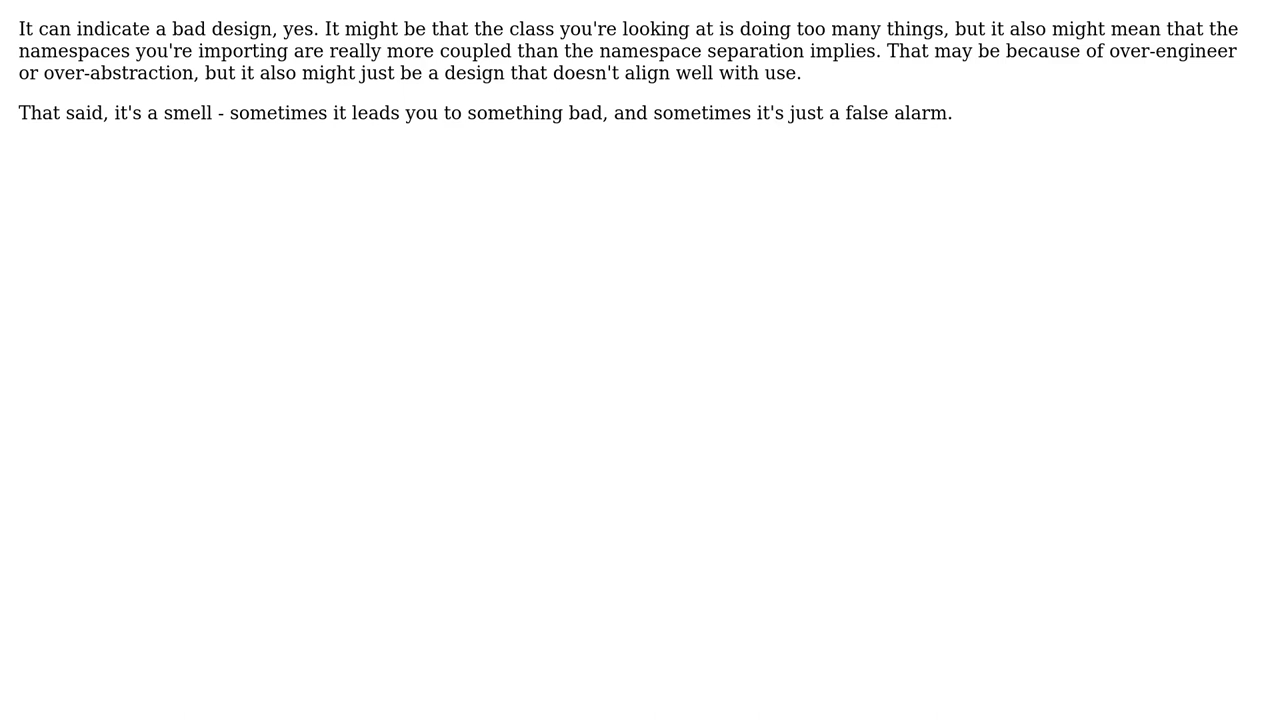 It can indicate a bad design, yes. It might be that the class you're looking at is doing too many things, but it also might mean that the
namespaces you're importing are really more coupled than the namespace separation implies. That may be because of over-engineer
or over-abstraction, but it also might just be a design that doesn't align well with use.
That said, it's a smell - sometimes it leads you to something bad, and sometimes it's just a false alarm.